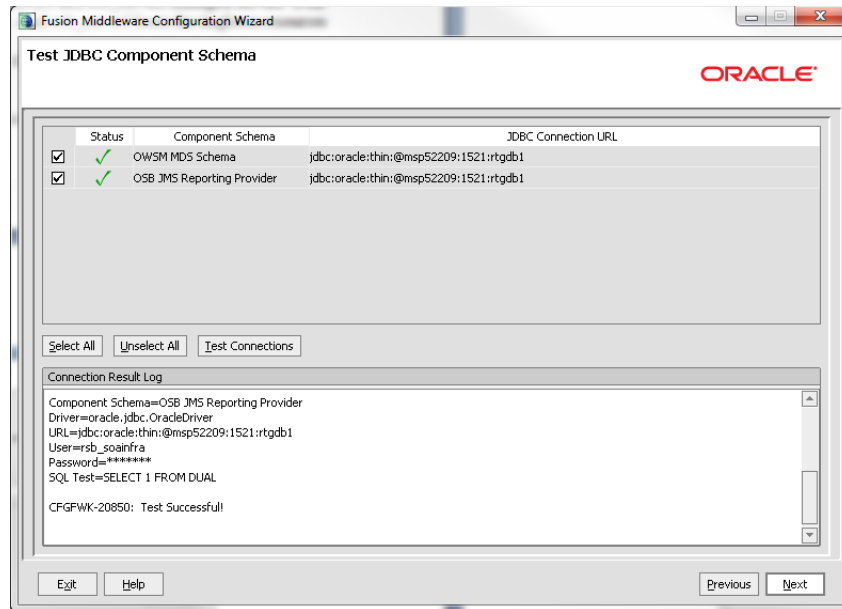 Fusion Middleware Configuration Wizard
Test JDBC Component Schema
ORACLE
Status Component Schema JDBC Connection URL
OWSM MDS Schema jdbc:oracle:thin:@msp52209:1521:rtgdb1
OSB JMS Reporting Provider jdbc:oracle:thin:@msp52209:1521:rtgdb1
Select All Unselect All Test Connections
Connection Result Log
Component Schema=OSB JMS Reporting Provider
Driver=oracle.jdbc.OracleDriver
URL=jdbc:oracle:thin:@msp52209:1521:rtgdb1
User=rsb_soainfra
Password=*******
SQL Test=SELECT 1 FROM DUAL
CFGFWK-20850: Test Successful!
Exit Help Previous Next